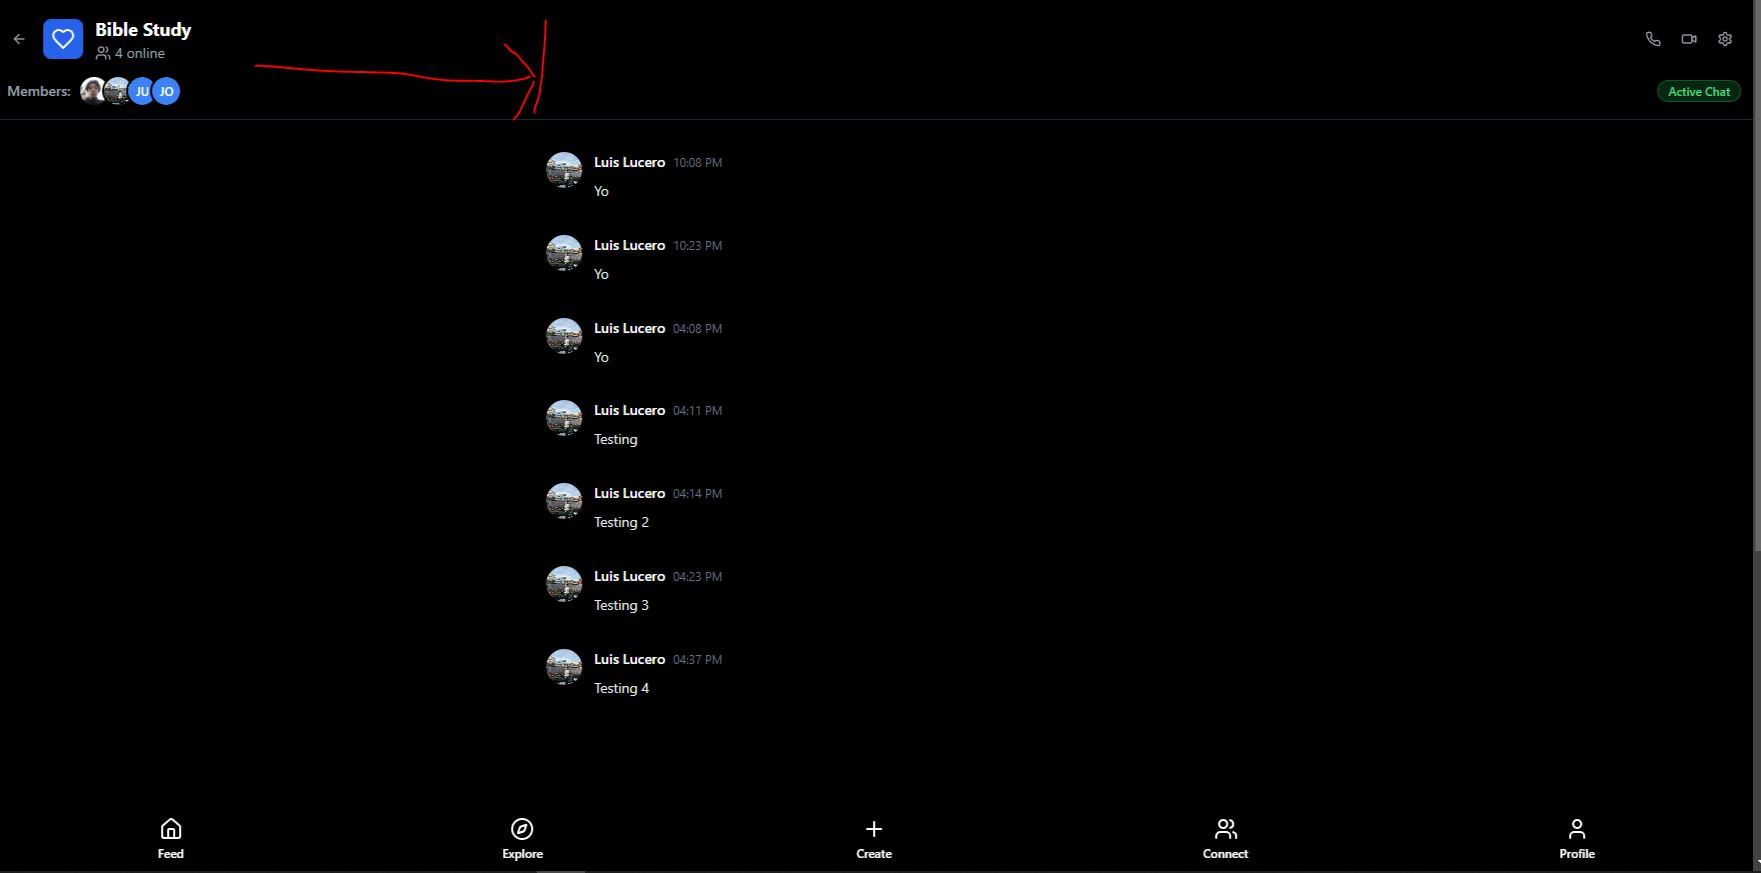 Bible Study
4 online
Members: JU JO
Active Chat
Luis Lucero 10:08 PM
Yo
Luis Lucero 10:23 PM
Yo
Luis Lucero 04:08 PM
Yo
Luis Lucero 04:11 PM
Testing
Luis Lucero 04:14 PM
Testing 2
Luis Lucero 04:23 PM
Testing 3
Luis Lucero 04:37 PM
Testing 4
Feed
Explore
Create
Connect
Profile